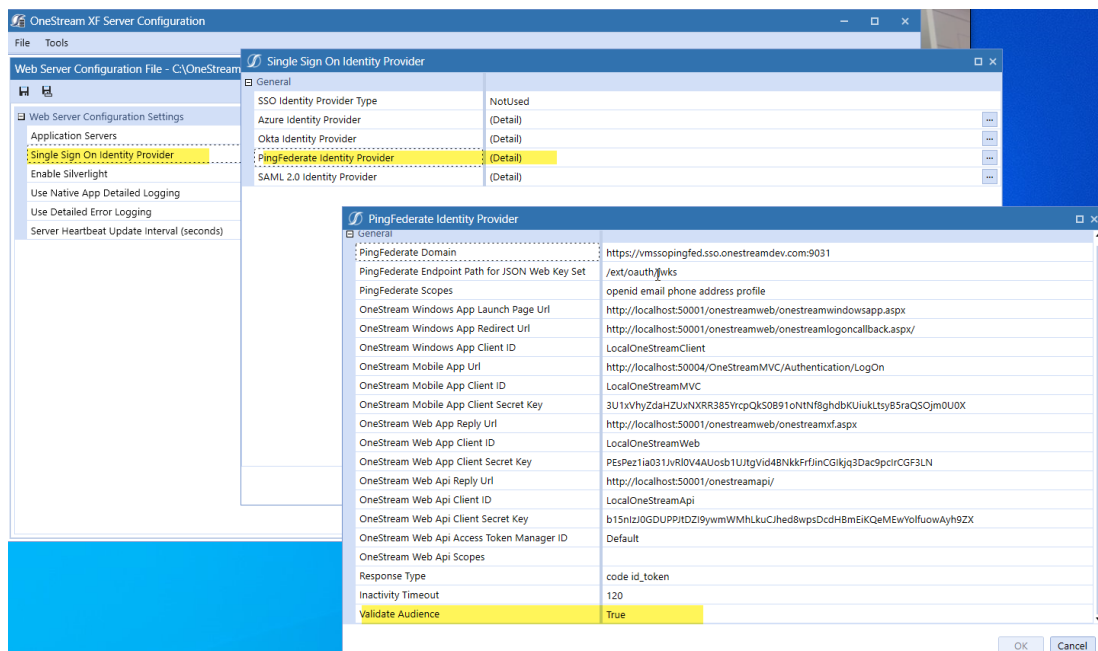 OneStream XF Server Configuration
File Tools
Web Server Configuration File - C:\OneStream
Web Server Configuration Settings
Application Servers
Single Sign On Identity Provider
Enable Silverlight
Use Native App Detailed Logging
Use Detailed Error Logging
Server Heartbeat Update Interval (seconds)
Single Sign On Identity Provider
General
SSO Identity Provider Type NotUsed
Azure Identity Provider (Detail) ...
Okta Identity Provider (Detail) ...
PingFederate Identity Provider (Detail) ...
SAML 2.0 Identity Provider (Detail) ...
PingFederate Identity Provider
General
PingFederate Domain https://vmssopingfed.sso.onestreamdev.com:9031
PingFederate Endpoint Path for JSON Web Key Set /ext/oauth/jwks
PingFederate Scopes openid email phone address profile
OneStream Windows App Launch Page Url http://localhost:50001/onestreamweb/onestreamwindowsapp.aspx
OneStream Windows App Redirect Url http://localhost:50001/onestreamweb/onestreamlogoncallback.aspx/
OneStream Windows App Client ID LocalOneStreamClient
OneStream Mobile App Url http://localhost:50004/OneStreamMVC/Authentication/LogOn
OneStream Mobile App Client ID LocalOneStreamMVC
OneStream Mobile App Client Secret Key
OneStream Web App Reply Url http://localhost:50001/onestreamweb/onestreamxf.aspx
OneStream Web App Client ID LocalOneStreamWeb
OneStream Web App Client Secret Key
OneStream Web Api Reply Url http://localhost:50001/onestreamapi/
OneStream Web Api Client ID LocalOneStreamApi
OneStream Web Api Client Secret Key
OneStream Web Api Access Token Manager ID Default
OneStream Web Api Scopes
Response Type code id_token
Inactivity Timeout 120
Validate Audience True
OK Cancel